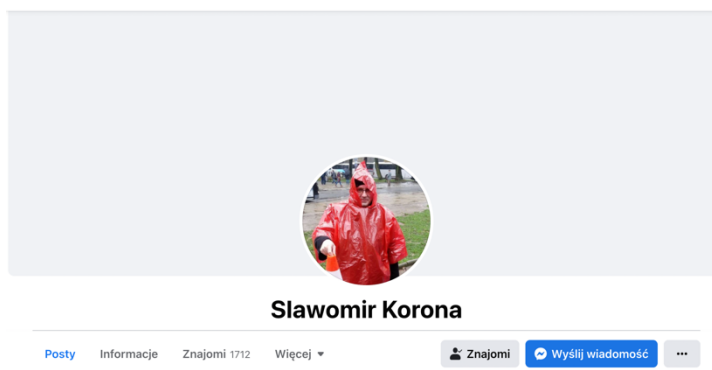 Slawomir Korona
Posty Informacje Znajomi 1712 Więcej Znajomi Wyślij wiadomość